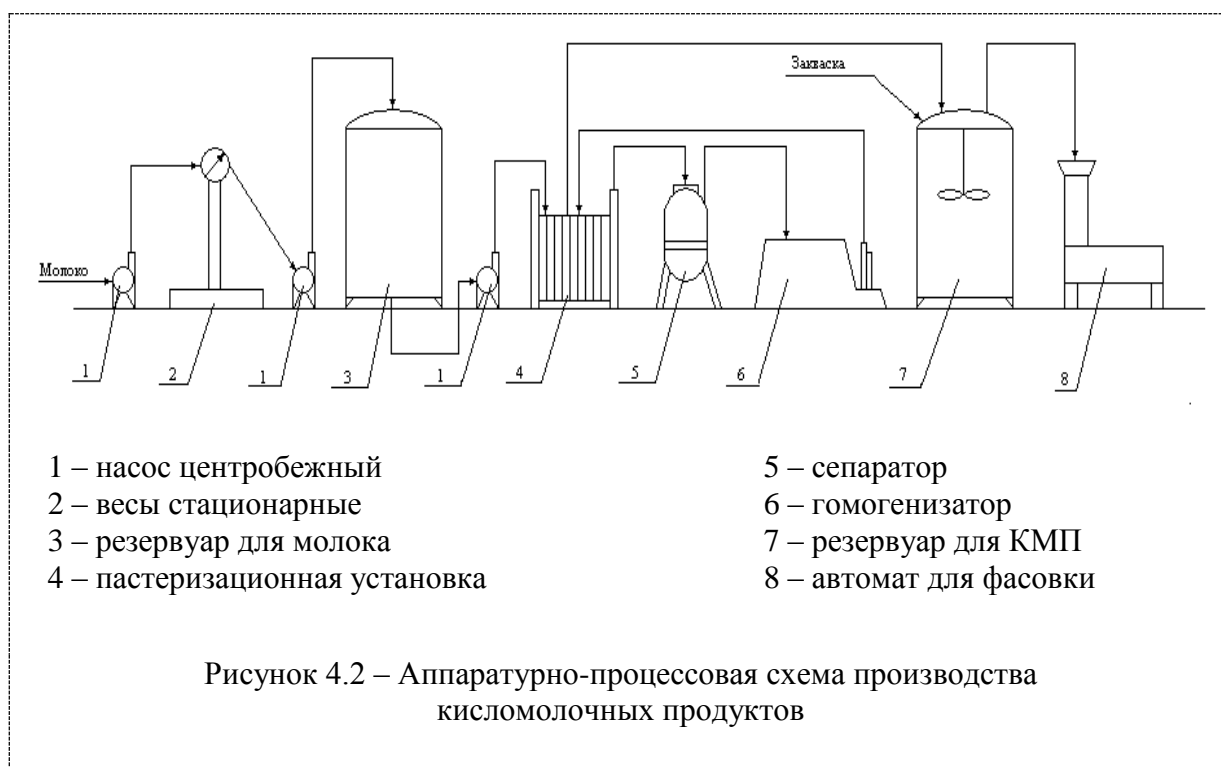 Закваска
Молоко
1
2
1
3
1
4
5
6
7
8
1 – насос центробежный
2 – весы стационарные
3 – резервуар для молока
4 – пастеризационная установка
5 – сепаратор
6 – гомогенизатор
7 – резервуар для КМП
8 – автомат для фасовки
Рисунок 4.2 – Аппаратурно-процессовая схема производства
кисломолочных продуктов